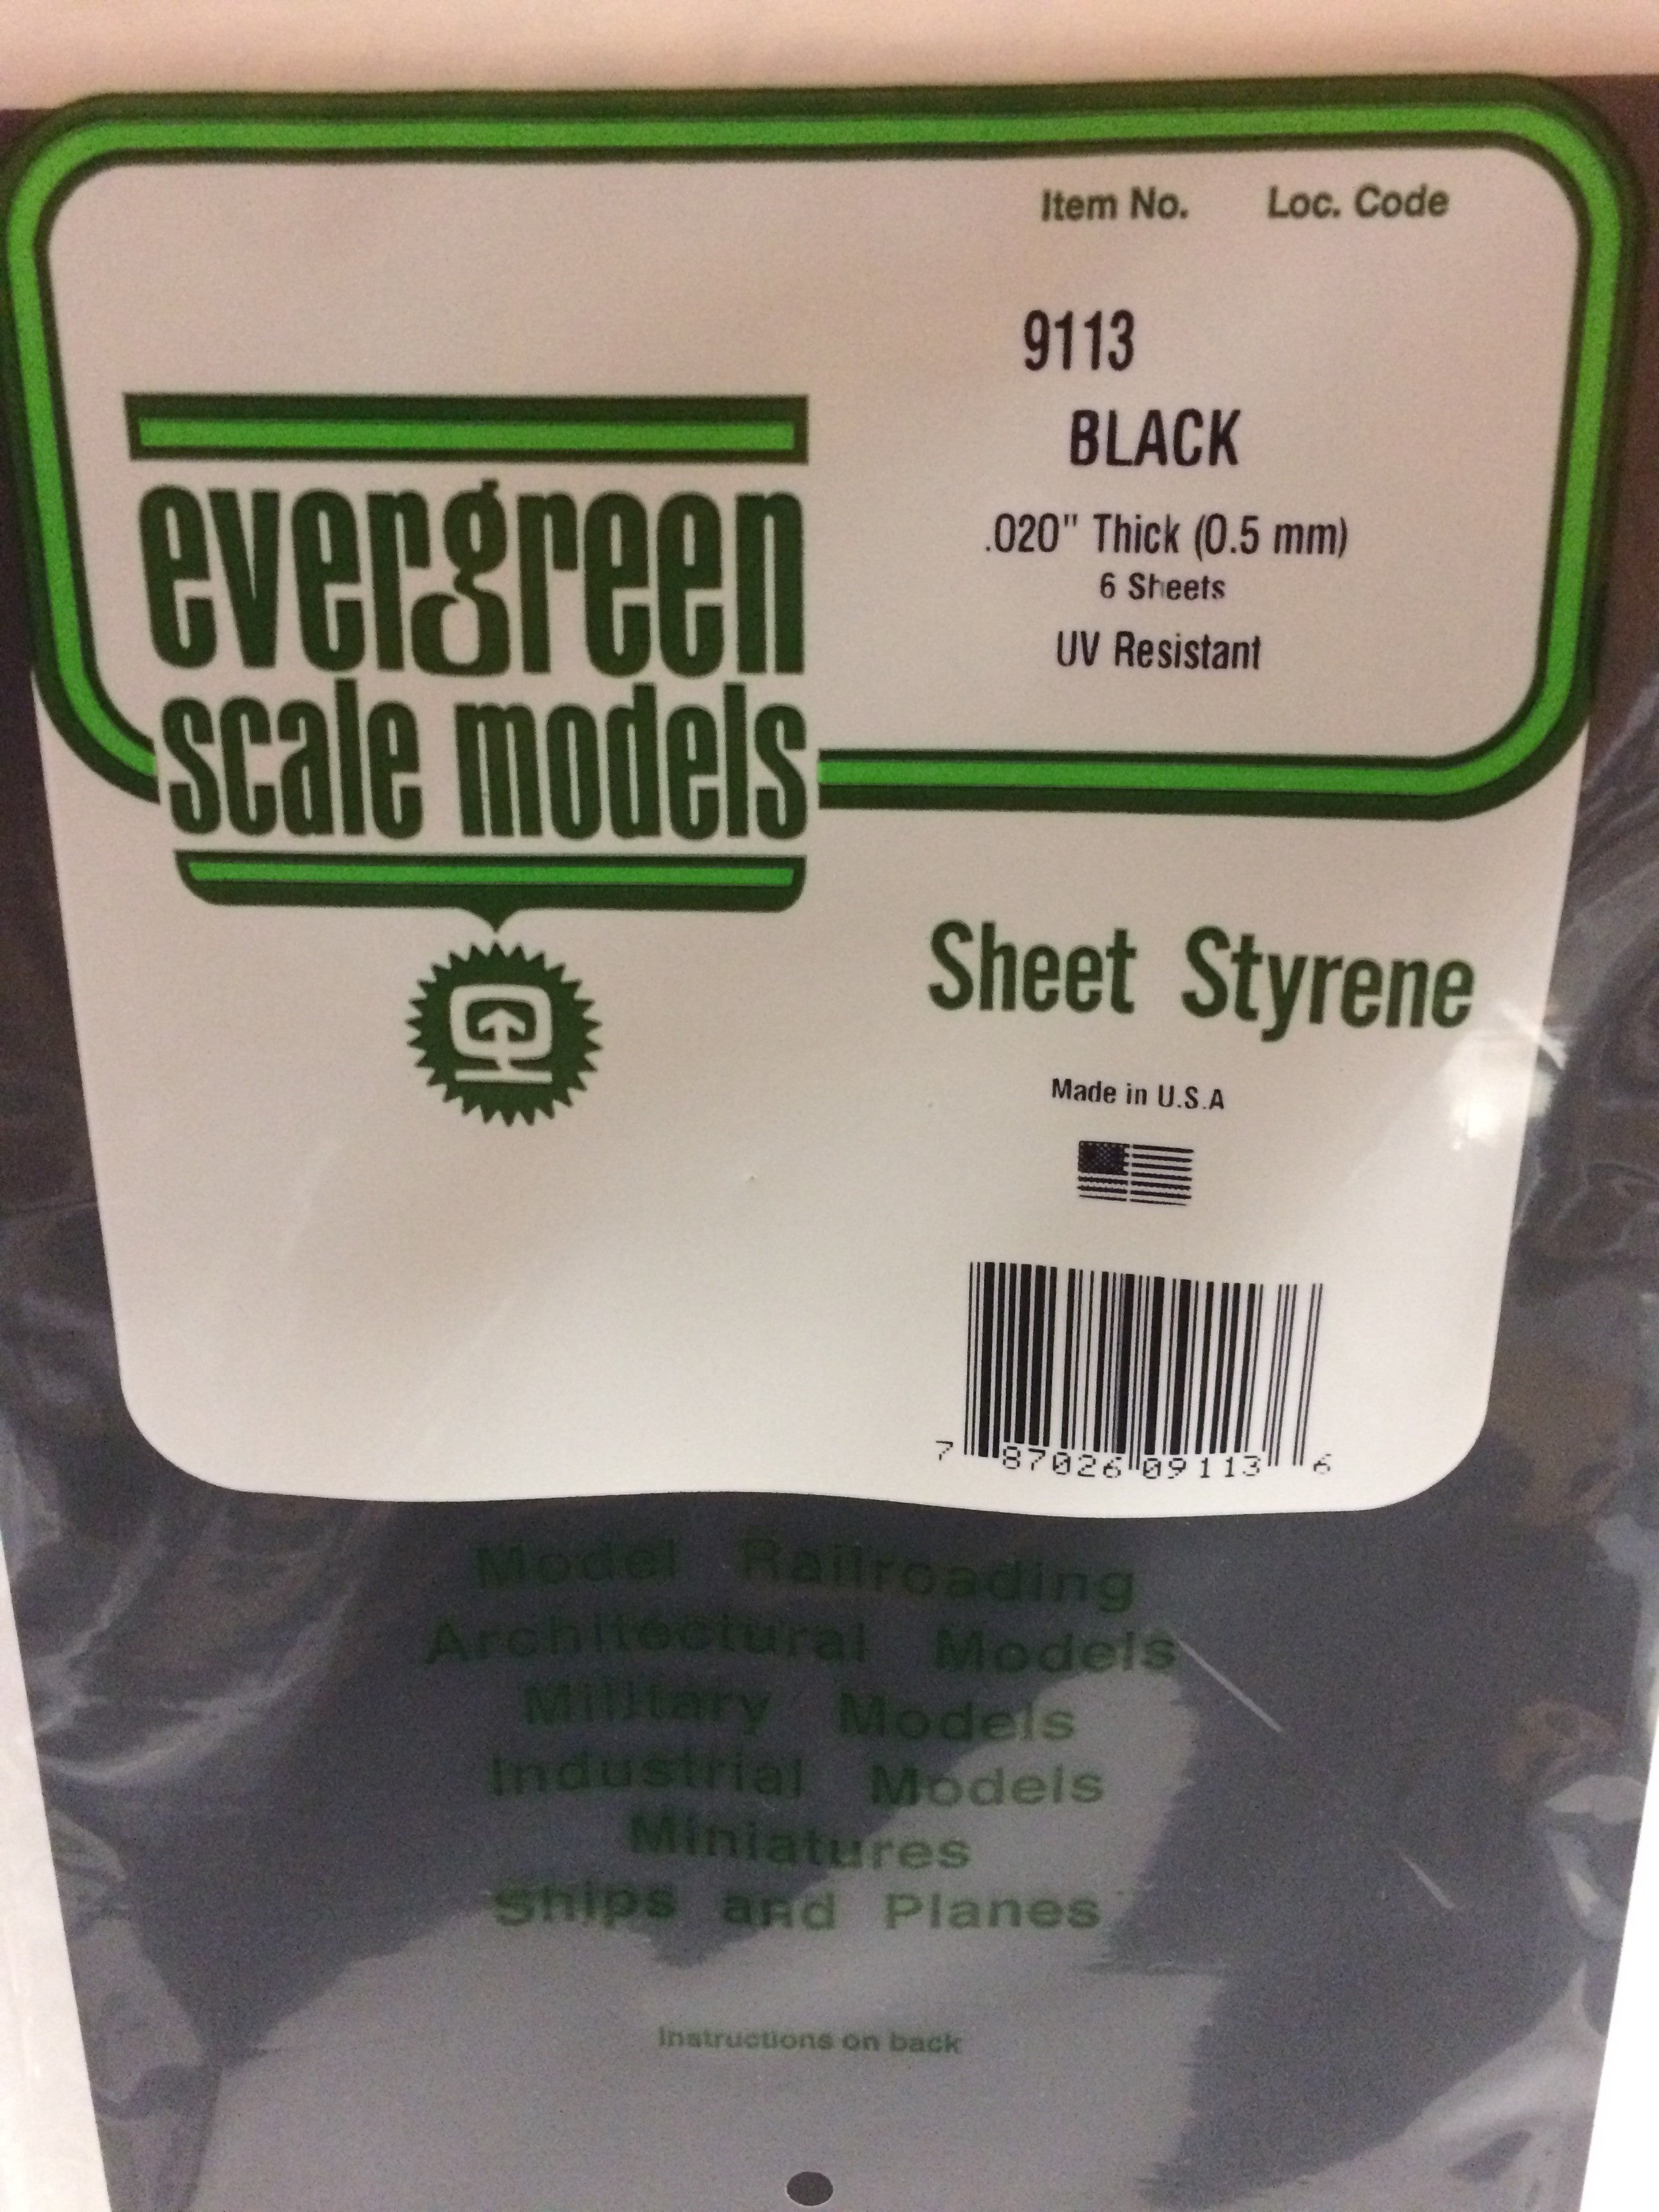 Item No. Loc. Code
9113
BLACK
.020" Thick (0.5 mm)
6 Sheets
UV Resistant
evergreen
scale models
Sheet Styrene
Made in U.S.A
7 87026 09113 6
Model Railroading
Architectural Models
Military Models
Industrial Models
Miniatures
Ships and Planes
Instructions on back